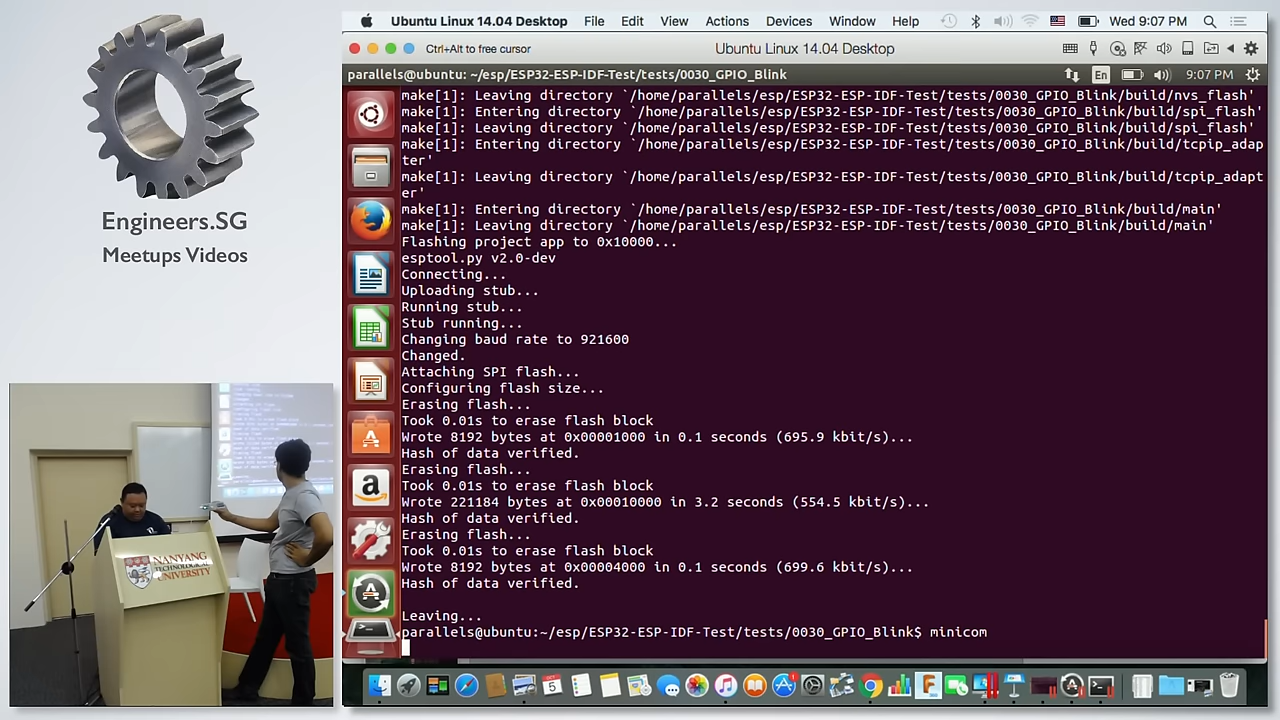 Engineers.SG
Meetups Videos
NANYANG
TECHNOLOGICAL
UNIVERSITY
Ubuntu Linux 14.04 Desktop File Edit View Actions Devices Window Help Wed 9:07 PM
Ctrl+Alt to free cursor Ubuntu Linux 14.04 Desktop
parallels@ubuntu: ~/esp/ESP32-ESP-IDF-Test/tests/0030_GPIO_Blink En 9:07 PM
make[1]: Leaving directory `/home/parallels/esp/ESP32-ESP-IDF-Test/tests/0030_GPIO_Blink/build/nvs_flash'
make[1]: Entering directory `/home/parallels/esp/ESP32-ESP-IDF-Test/tests/0030_GPIO_Blink/build/spi_flash'
make[1]: Leaving directory `/home/parallels/esp/ESP32-ESP-IDF-Test/tests/0030_GPIO_Blink/build/spi_flash'
make[1]: Entering directory `/home/parallels/esp/ESP32-ESP-IDF-Test/tests/0030_GPIO_Blink/build/tcpip_adap
ter'
make[1]: Leaving directory `/home/parallels/esp/ESP32-ESP-IDF-Test/tests/0030_GPIO_Blink/build/tcpip_adapt
er'
make[1]: Entering directory `/home/parallels/esp/ESP32-ESP-IDF-Test/tests/0030_GPIO_Blink/build/main'
make[1]: Leaving directory `/home/parallels/esp/ESP32-ESP-IDF-Test/tests/0030_GPIO_Blink/build/main'
Flashing project app to 0x10000...
esptool.py v2.0-dev
Connecting...
Uploading stub...
Running stub...
Stub running...
Changing baud rate to 921600
Changed.
Attaching SPI flash...
Configuring flash size...
Erasing flash...
Took 0.01s to erase flash block
Wrote 8192 bytes at 0x00001000 in 0.1 seconds (695.9 kbit/s)...
Hash of data verified.
Erasing flash...
Took 0.01s to erase flash block
Wrote 221184 bytes at 0x00010000 in 3.2 seconds (554.5 kbit/s)...
Hash of data verified.
Erasing flash...
Took 0.01s to erase flash block
Wrote 8192 bytes at 0x00004000 in 0.1 seconds (699.6 kbit/s)...
Hash of data verified.
Leaving...
parallels@ubuntu:~/esp/ESP32-ESP-IDF-Test/tests/0030_GPIO_Blink$ minicom